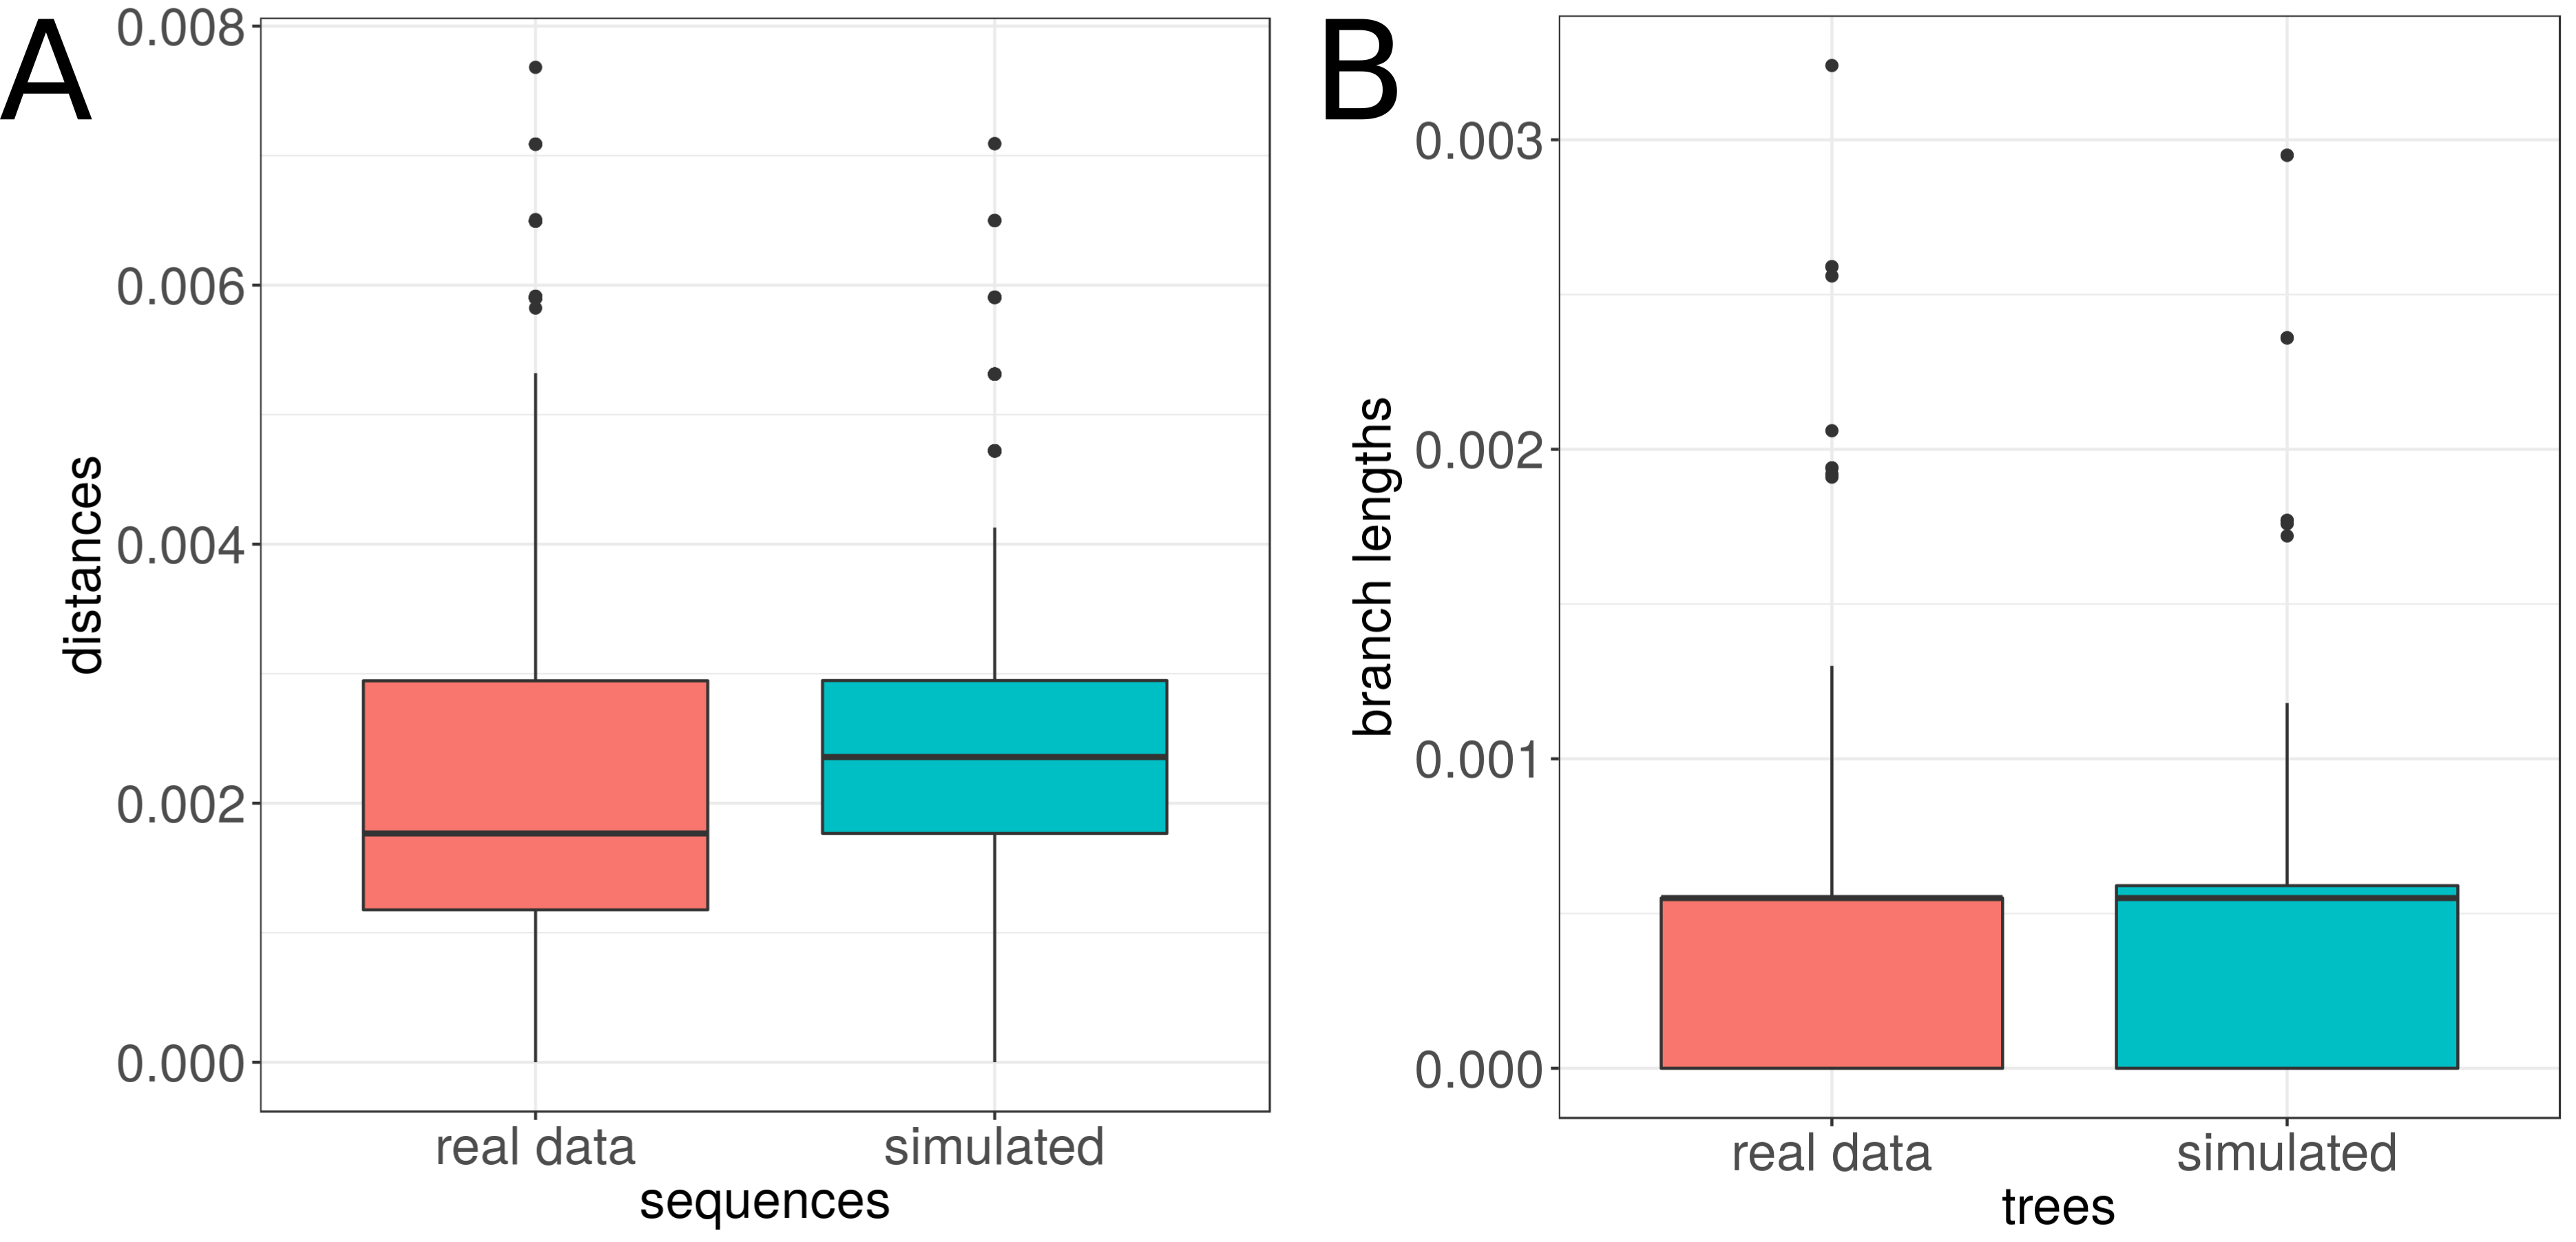 A
0.008
0.006
0.004
0.002
0.000
distances
real data
simulated
sequences
B
0.003
0.002
0.001
0.000
branch lengths
real data
simulated
trees